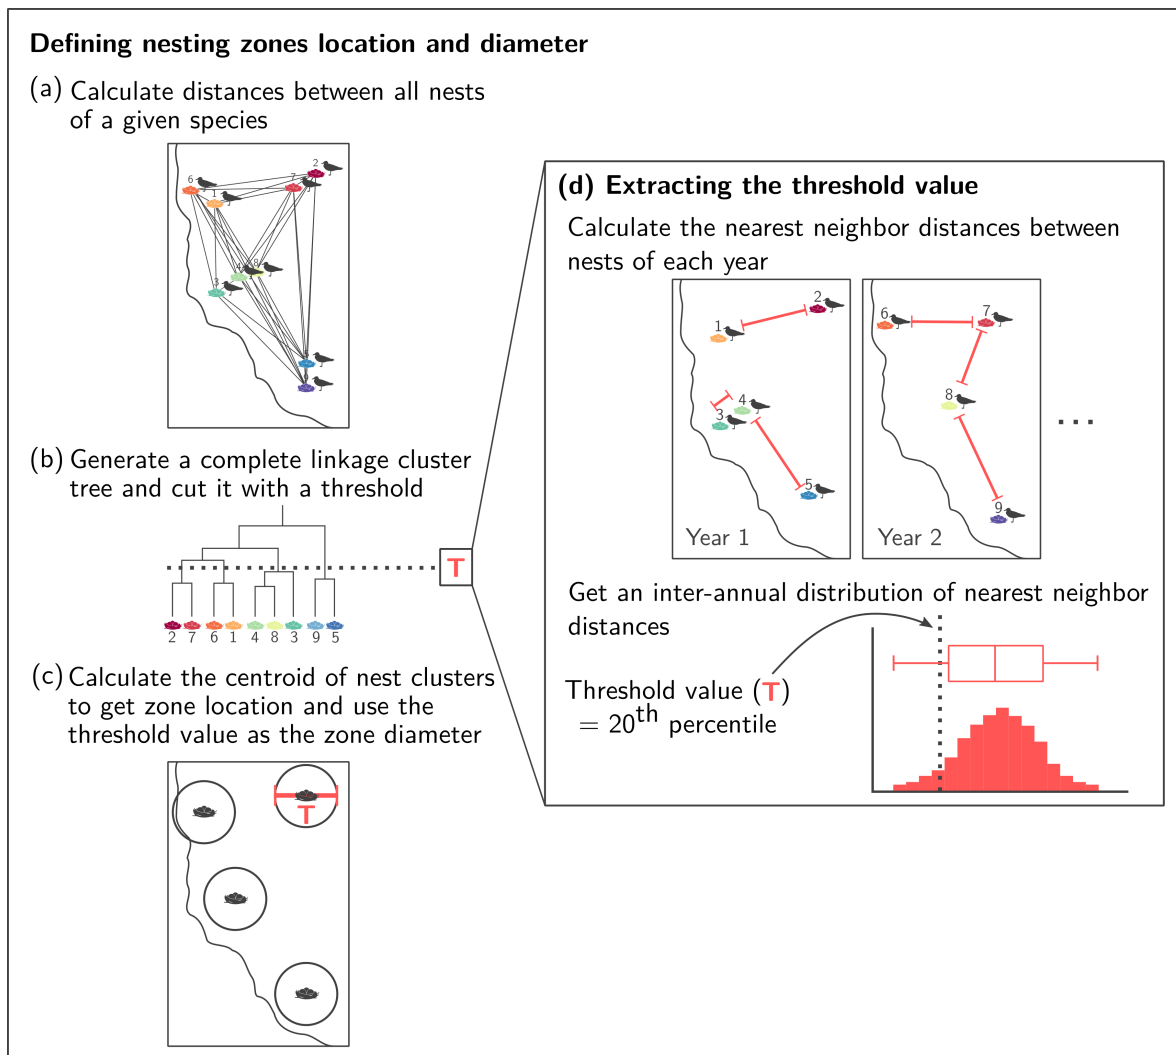 Defining nesting zones location and diameter
(a) Calculate distances between all nests
of a given species
2
7
6
1
4
8
3
5
9
(b) Generate a complete linkage cluster
tree and cut it with a threshold
T
2 7 6 1 4 8 3 9 5
(c) Calculate the centroid of nest clusters
to get zone location and use the
threshold value as the zone diameter
T
(d) Extracting the threshold value
Calculate the nearest neighbor distances between
nests of each year
1
2
4
3
5
Year 1
6
7
8
9
Year 2
...
Get an inter-annual distribution of nearest neighbor
distances
Threshold value (T)
= 20th percentile